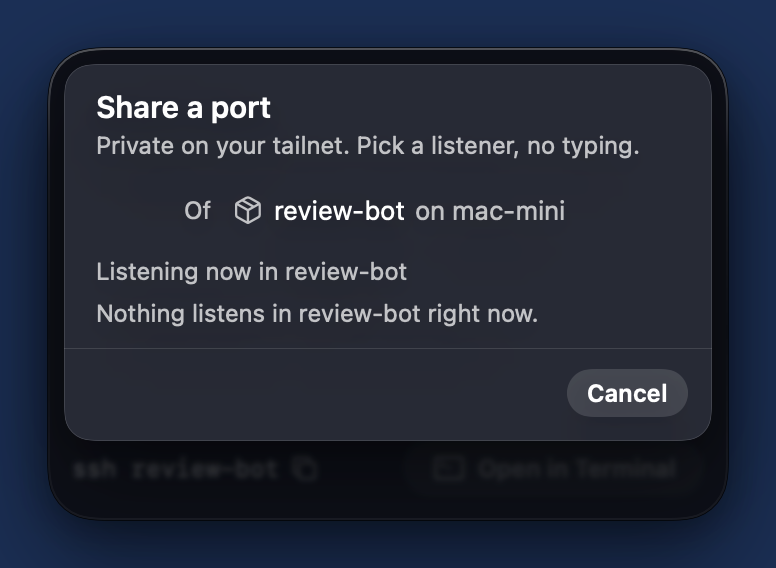 Share a port
Private on your tailnet. Pick a listener, no typing.
Of review-bot on mac-mini
Listening now in review-bot
Nothing listens in review-bot right now.
Cancel
ssh review-bot Open in Terminal